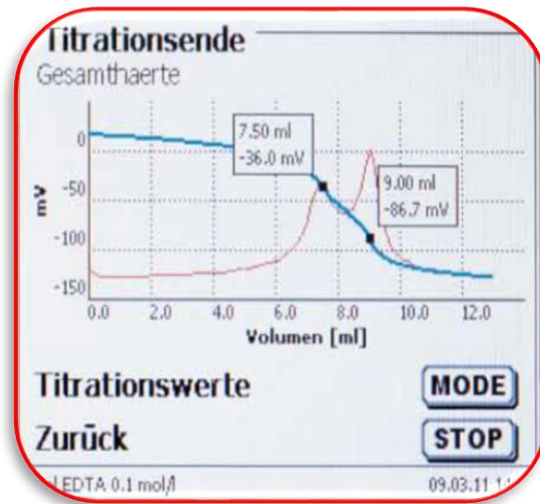 Titrationsende
Gesamthaerte
7.50 ml
-36.0 mV
9.00 ml
-86.7 mV
mV
0
-50
-100
-150
0.0 2.0 4.0 6.0 8.0 10.0 12.0
Volumen [ml]
Titrationswerte MODE
Zurück STOP
EDTA 0.1 mol/l 09.03.11